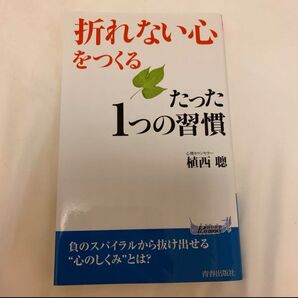 折れない心
をつくる
たった
1つの習慣
心理カウンセラー
植西 聰
負のスパイラルから抜け出せる
“心のしくみ”とは?
青春出版社